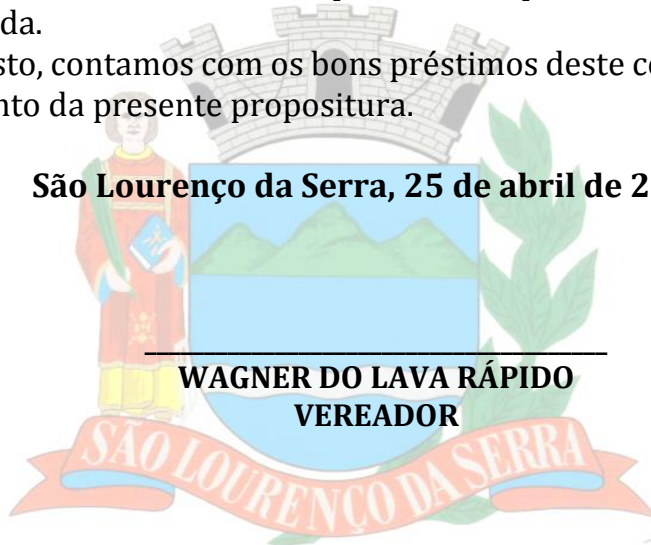 da.
sto, contamos com os bons préstimos deste
nto da presente propositura.
São Lourenço da Serra, 25 de abril de 2
WAGNER DO LAVA RÁPIDO
VEREADOR
SÃO LOURENÇO DA SERRA